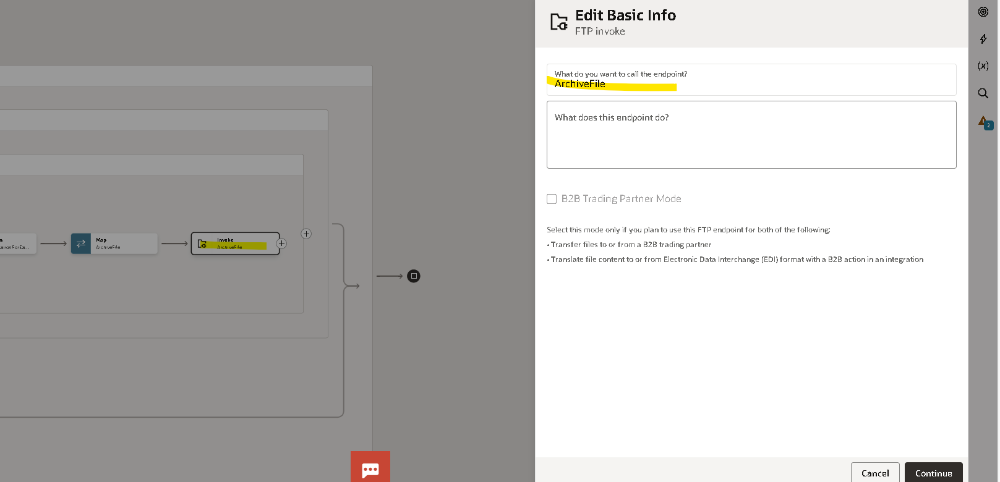 Edit Basic Info
FTP invoke
What do you want to call the endpoint?
ArchiveFile
What does this endpoint do?
B2B Trading Partner Mode
Select this mode only if you plan to use this FTP endpoint for both of the following:
• Transfer files to or from a B2B trading partner
• Translate file content to or from Electronic Data Interchange (EDI) format with a B2B action in an integration
Map
ArchiveFile
Invoke
ArchiveFile
(x)
2
Cancel
Continue